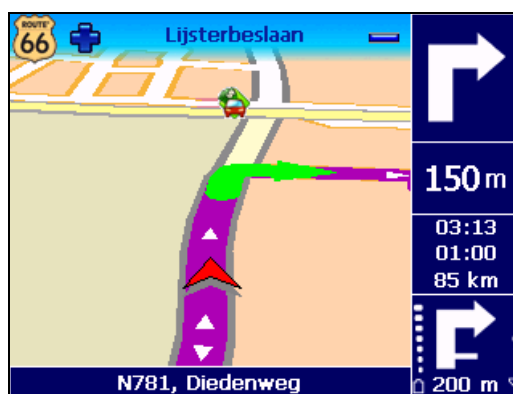 ROUTE
66
Lijsterbeslaan
150 m
03:13
01:00
85 km
200 m
N781, Diedenweg